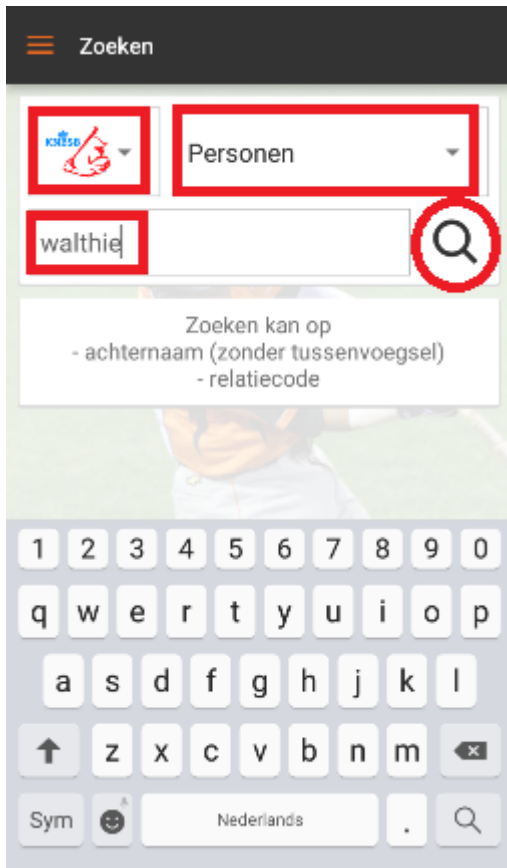 Zoeken
KNBSB
Personen
walthie
Zoeken kan op
- achternaam (zonder tussenvoegsel)
- relatiecode
1 2 3 4 5 6 7 8 9 0
q w e r t y u i o p
a s d f g h j k l
z x c v b n m
Sym Nederlands .